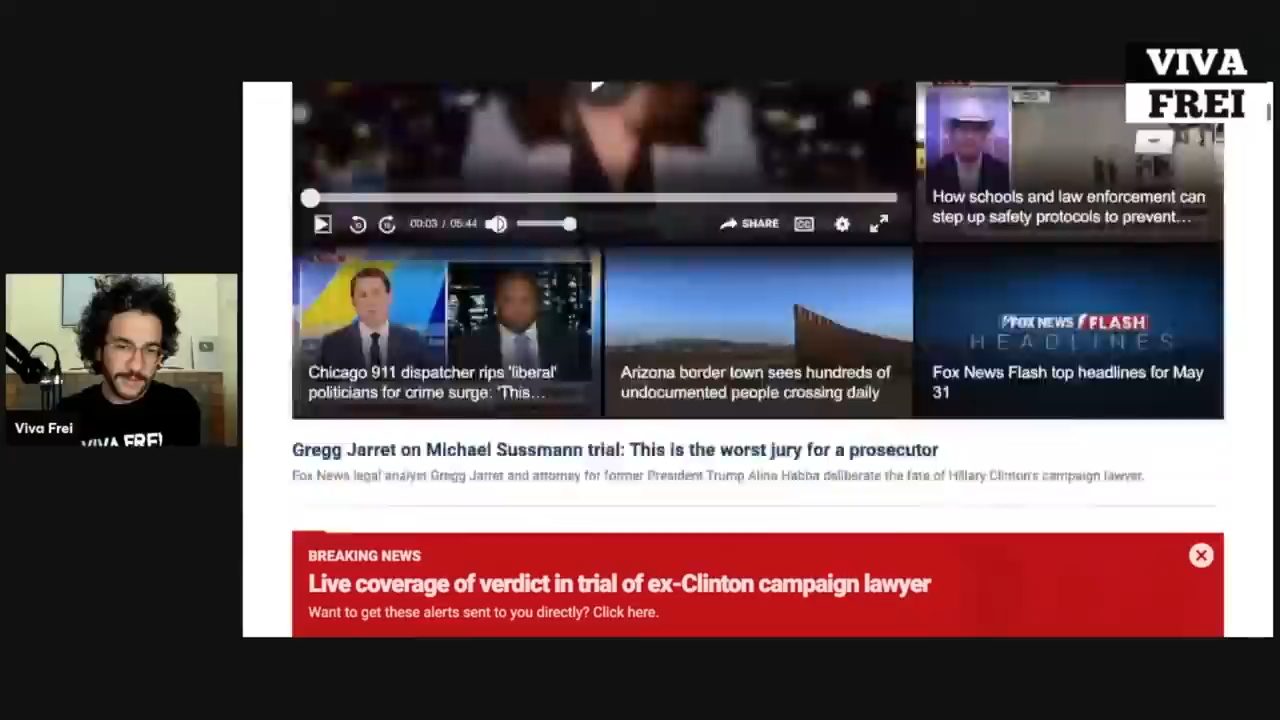 VIVA
FREI
How schools and law enforcement can
step up safety protocols to prevent...
00:03 / 05:44
SHARE
CC
Chicago 911 dispatcher rips 'liberal'
politicians for crime surge: 'This...
Arizona border town sees hundreds of
undocumented people crossing daily
FOX NEWS FLASH
HEADLINES
Fox News Flash top headlines for May
31
Viva Frei
VIVA FREI
Gregg Jarret on Michael Sussmann trial: This is the worst jury for a prosecutor
Fox News legal analyst Gregg Jarret and attorney for former President Trump Alina Habba deliberate the fate of Hillary Clinton's campaign lawyer.
BREAKING NEWS
Live coverage of verdict in trial of ex-Clinton campaign lawyer
Want to get these alerts sent to you directly? Click here.